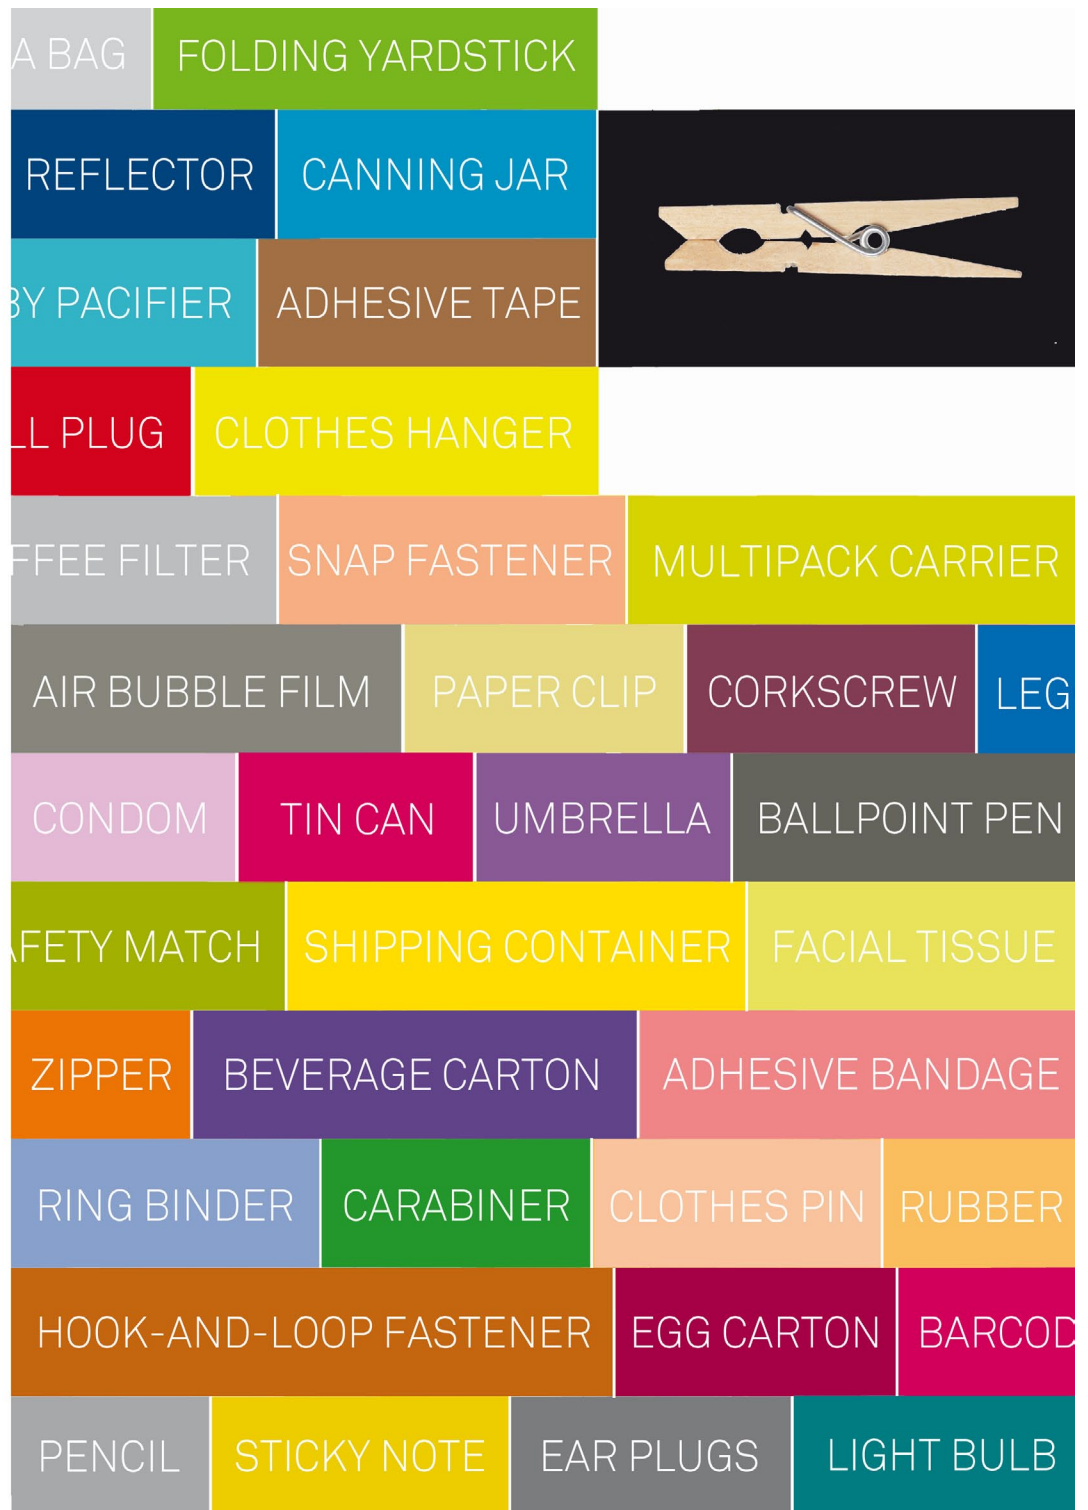 A BAG FOLDING YARDSTICK
REFLECTOR CANNING JAR
BY PACIFIER ADHESIVE TAPE
LL PLUG CLOTHES HANGER
FFEE FILTER SNAP FASTENER MULTIPACK CARRIER
AIR BUBBLE FILM PAPER CLIP CORKSCREW LEG
CONDOM TIN CAN UMBRELLA BALLPOINT PEN
AFETY MATCH SHIPPING CONTAINER FACIAL TISSUE
ZIPPER BEVERAGE CARTON ADHESIVE BANDAGE
RING BINDER CARABINER CLOTHES PIN RUBBER
HOOK-AND-LOOP FASTENER EGG CARTON BARCOD
PENCIL STICKY NOTE EAR PLUGS LIGHT BULB